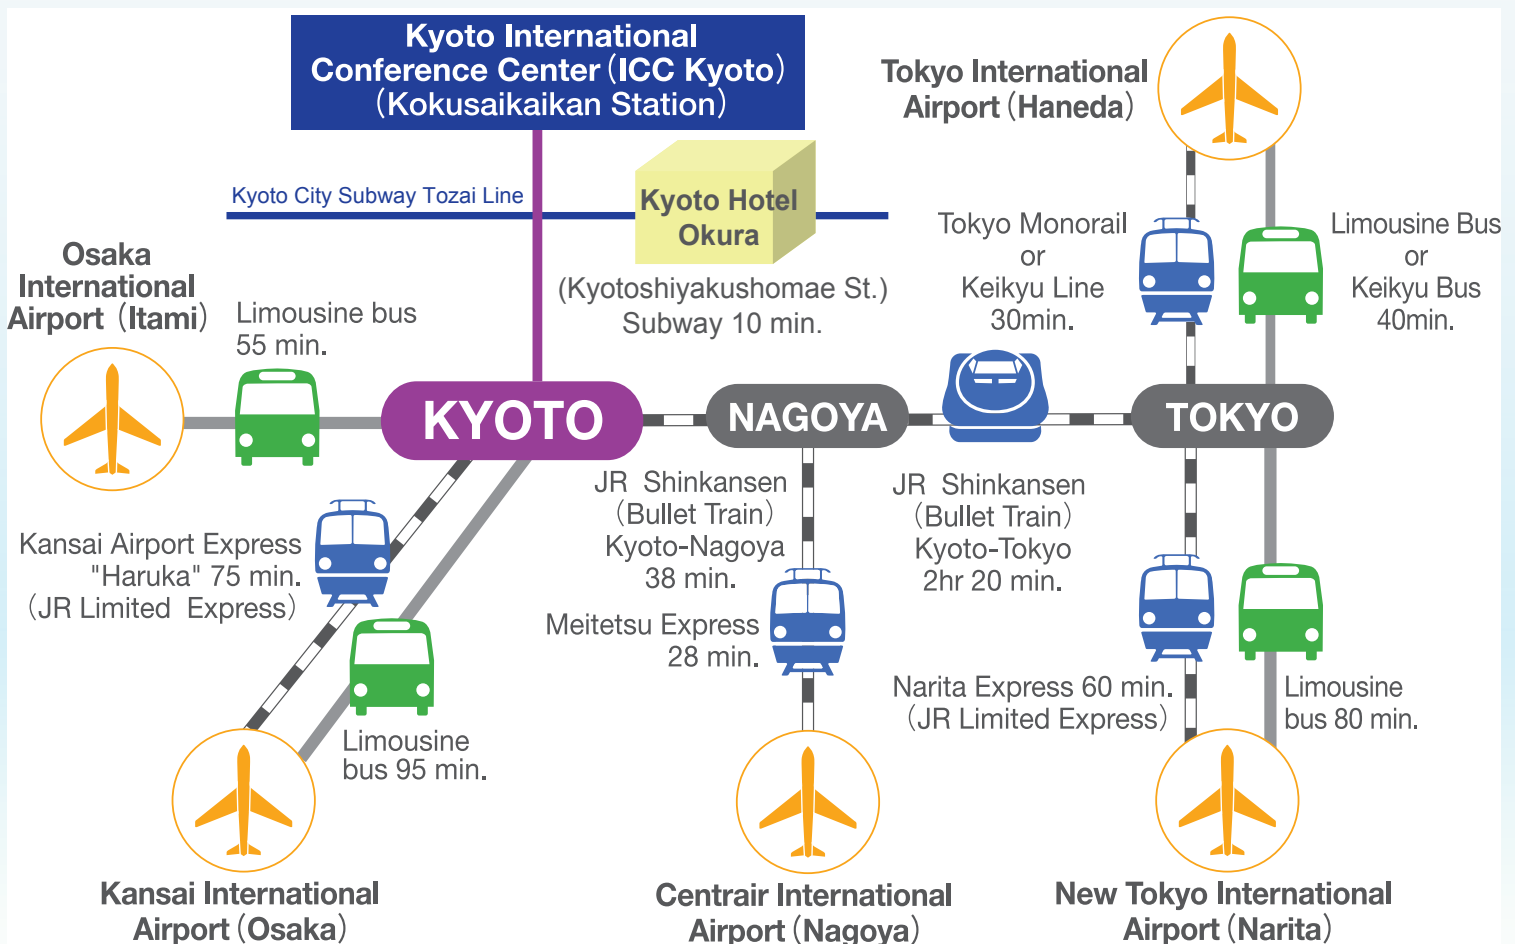 Kyoto International
Conference Center (ICC Kyoto)
(Kokusaikaikan Station)
Tokyo International
Airport (Haneda)
Kyoto City Subway Tozai Line
Kyoto Hotel
Okura
(Kyotoshiyakushomae St.)
Subway 10 min.
Osaka
International
Airport (Itami)
Limousine bus
55 min.
Tokyo Monorail
or
Keikyu Line
30min.
Limousine Bus
or
Keikyu Bus
40min.
KYOTO
NAGOYA
TOKYO
Kansai Airport Express
"Haruka" 75 min.
(JR Limited Express)
JR Shinkansen
(Bullet Train)
Kyoto-Nagoya
38 min.
JR Shinkansen
(Bullet Train)
Kyoto-Tokyo
2hr 20 min.
Meitetsu Express
28 min.
Limousine
bus 95 min.
Narita Express 60 min.
(JR Limited Express)
Limousine
bus 80 min.
Kansai International
Airport (Osaka)
Centrair International
Airport (Nagoya)
New Tokyo International
Airport (Narita)